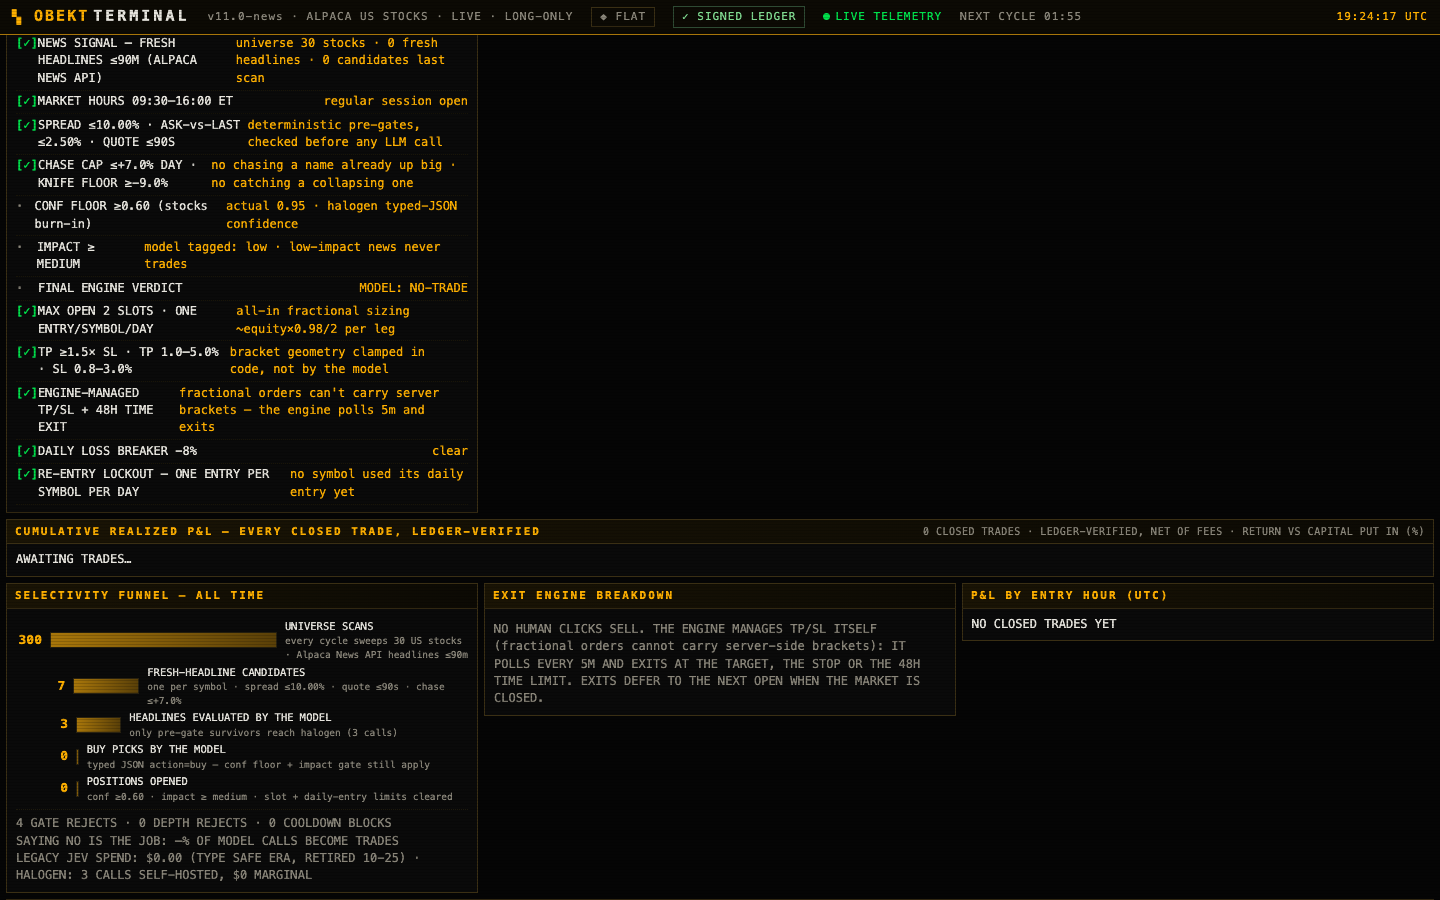 OBEKT TERMINAL v11.0-news · ALPACA US STOCKS · LIVE · LONG-ONLY ◆ FLAT ✓ SIGNED LEDGER ● LIVE TELEMETRY NEXT CYCLE 01:55 19:24:17 UTC
[✓]NEWS SIGNAL — FRESH universe 30 stocks · 0 fresh
HEADLINES ≤90M (ALPACA headlines · 0 candidates last
NEWS API) scan
[✓]MARKET HOURS 09:30–16:00 ET regular session open
[✓]SPREAD ≤10.00% · ASK-vs-LAST deterministic pre-gates,
≤2.50% · QUOTE ≤90S checked before any LLM call
[✓]CHASE CAP ≤+7.0% DAY · no chasing a name already up big ·
KNIFE FLOOR ≥-9.0% no catching a collapsing one
· CONF FLOOR ≥0.60 (stocks actual 0.95 · halogen typed-JSON
burn-in) confidence
· IMPACT ≥ model tagged: low · low-impact news never
MEDIUM trades
· FINAL ENGINE VERDICT MODEL: NO-TRADE
[✓]MAX OPEN 2 SLOTS · ONE all-in fractional sizing
ENTRY/SYMBOL/DAY ~equity×0.98/2 per leg
[✓]TP ≥1.5× SL · TP 1.0–5.0% bracket geometry clamped in
· SL 0.8–3.0% code, not by the model
[✓]ENGINE-MANAGED fractional orders can't carry server
TP/SL + 48H TIME brackets — the engine polls 5m and
EXIT exits
[✓]DAILY LOSS BREAKER -8% clear
[✓]RE-ENTRY LOCKOUT — ONE ENTRY PER no symbol used its daily
SYMBOL PER DAY entry yet
CUMULATIVE REALIZED P&L — EVERY CLOSED TRADE, LEDGER-VERIFIED 0 CLOSED TRADES · LEDGER-VERIFIED, NET OF FEES · RETURN VS CAPITAL PUT IN (%)
AWAITING TRADES…
SELECTIVITY FUNNEL — ALL TIME
300 UNIVERSE SCANS
every cycle sweeps 30 US stocks
· Alpaca News API headlines ≤90m
7 FRESH-HEADLINE CANDIDATES
one per symbol · spread ≤10.00% · quote ≤90s · chase
≤+7.0%
3 HEADLINES EVALUATED BY THE MODEL
only pre-gate survivors reach halogen (3 calls)
0 BUY PICKS BY THE MODEL
typed JSON action=buy — conf floor + impact gate still apply
0 POSITIONS OPENED
conf ≥0.60 · impact ≥ medium · slot + daily-entry limits cleared
4 GATE REJECTS · 0 DEPTH REJECTS · 0 COOLDOWN BLOCKS
SAYING NO IS THE JOB: —% OF MODEL CALLS BECOME TRADES
LEGACY JEV SPEND: $0.00 (TYPE SAFE ERA, RETIRED 10-25) ·
HALOGEN: 3 CALLS SELF-HOSTED, $0 MARGINAL
EXIT ENGINE BREAKDOWN
NO HUMAN CLICKS SELL. THE ENGINE MANAGES TP/SL ITSELF
(fractional orders cannot carry server-side brackets): IT
POLLS EVERY 5M AND EXITS AT THE TARGET, THE STOP OR THE 48H
TIME LIMIT. EXITS DEFER TO THE NEXT OPEN WHEN THE MARKET IS
CLOSED.
P&L BY ENTRY HOUR (UTC)
NO CLOSED TRADES YET